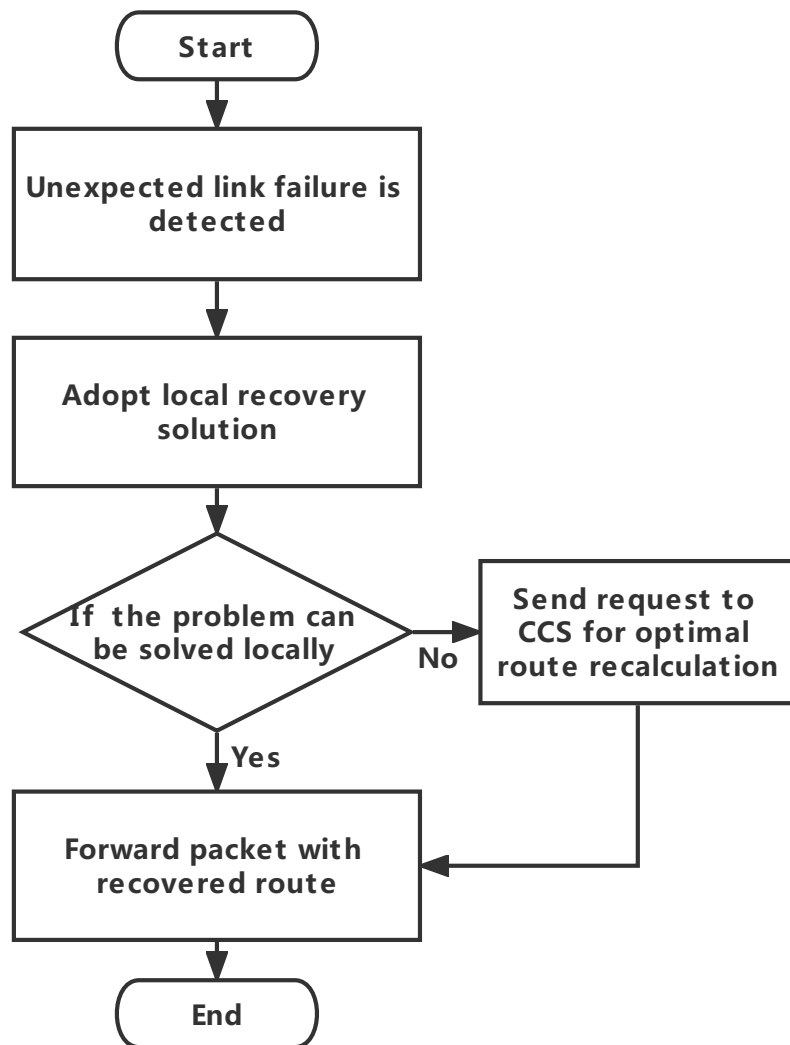 Start
Unexpected link failure is
detected
Adopt local recovery
solution
If the problem can
be solved locally
No
Send request to
CCS for optimal
route recalculation
Yes
Forward packet with
recovered route
End